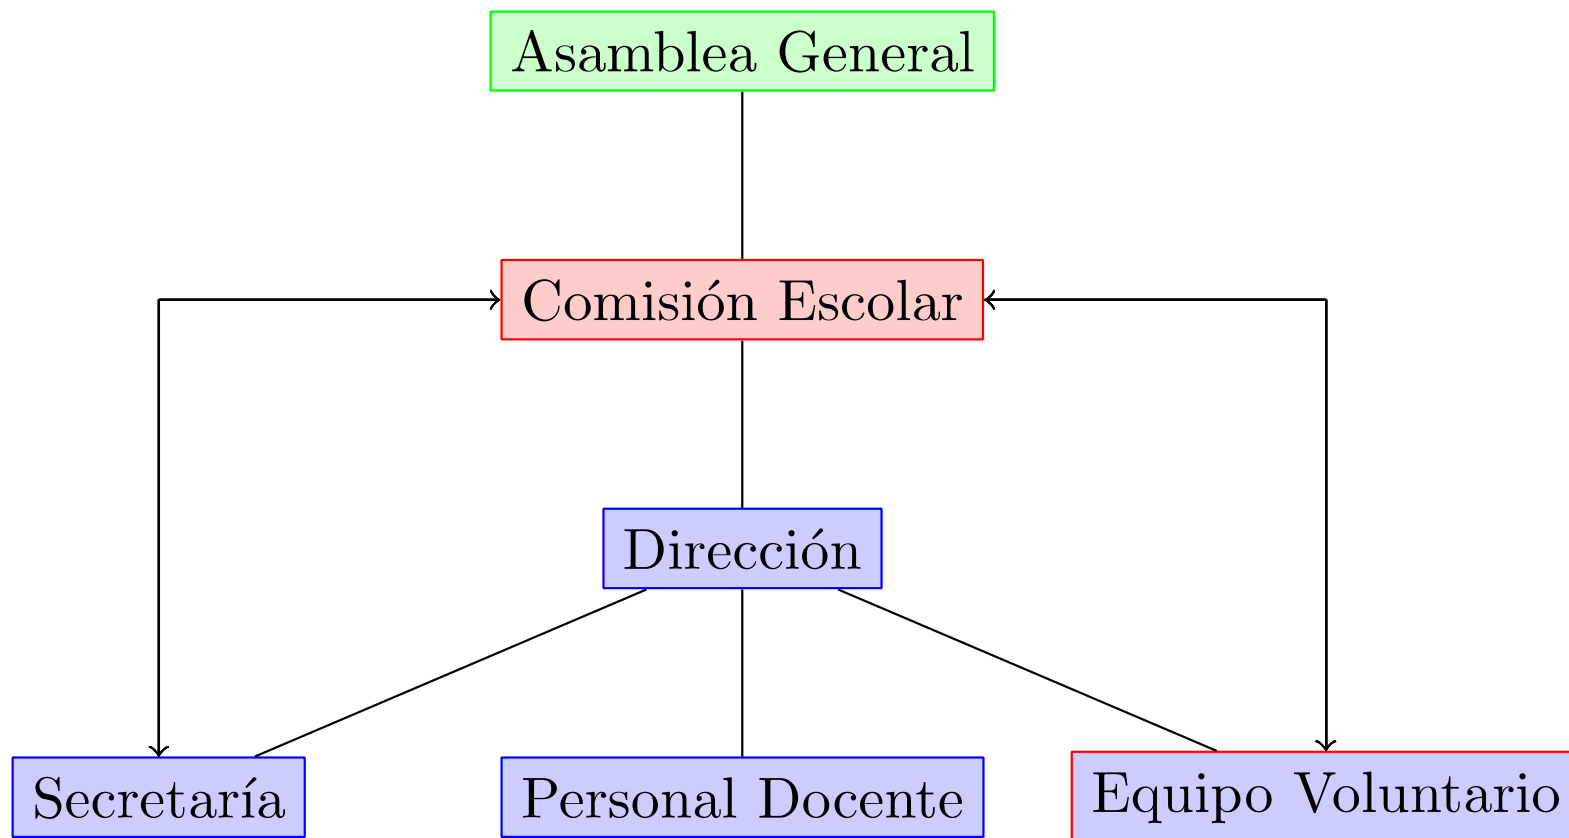 Asamblea General
Comisión Escolar
Dirección
Secretaría
Personal Docente
Equipo Voluntario